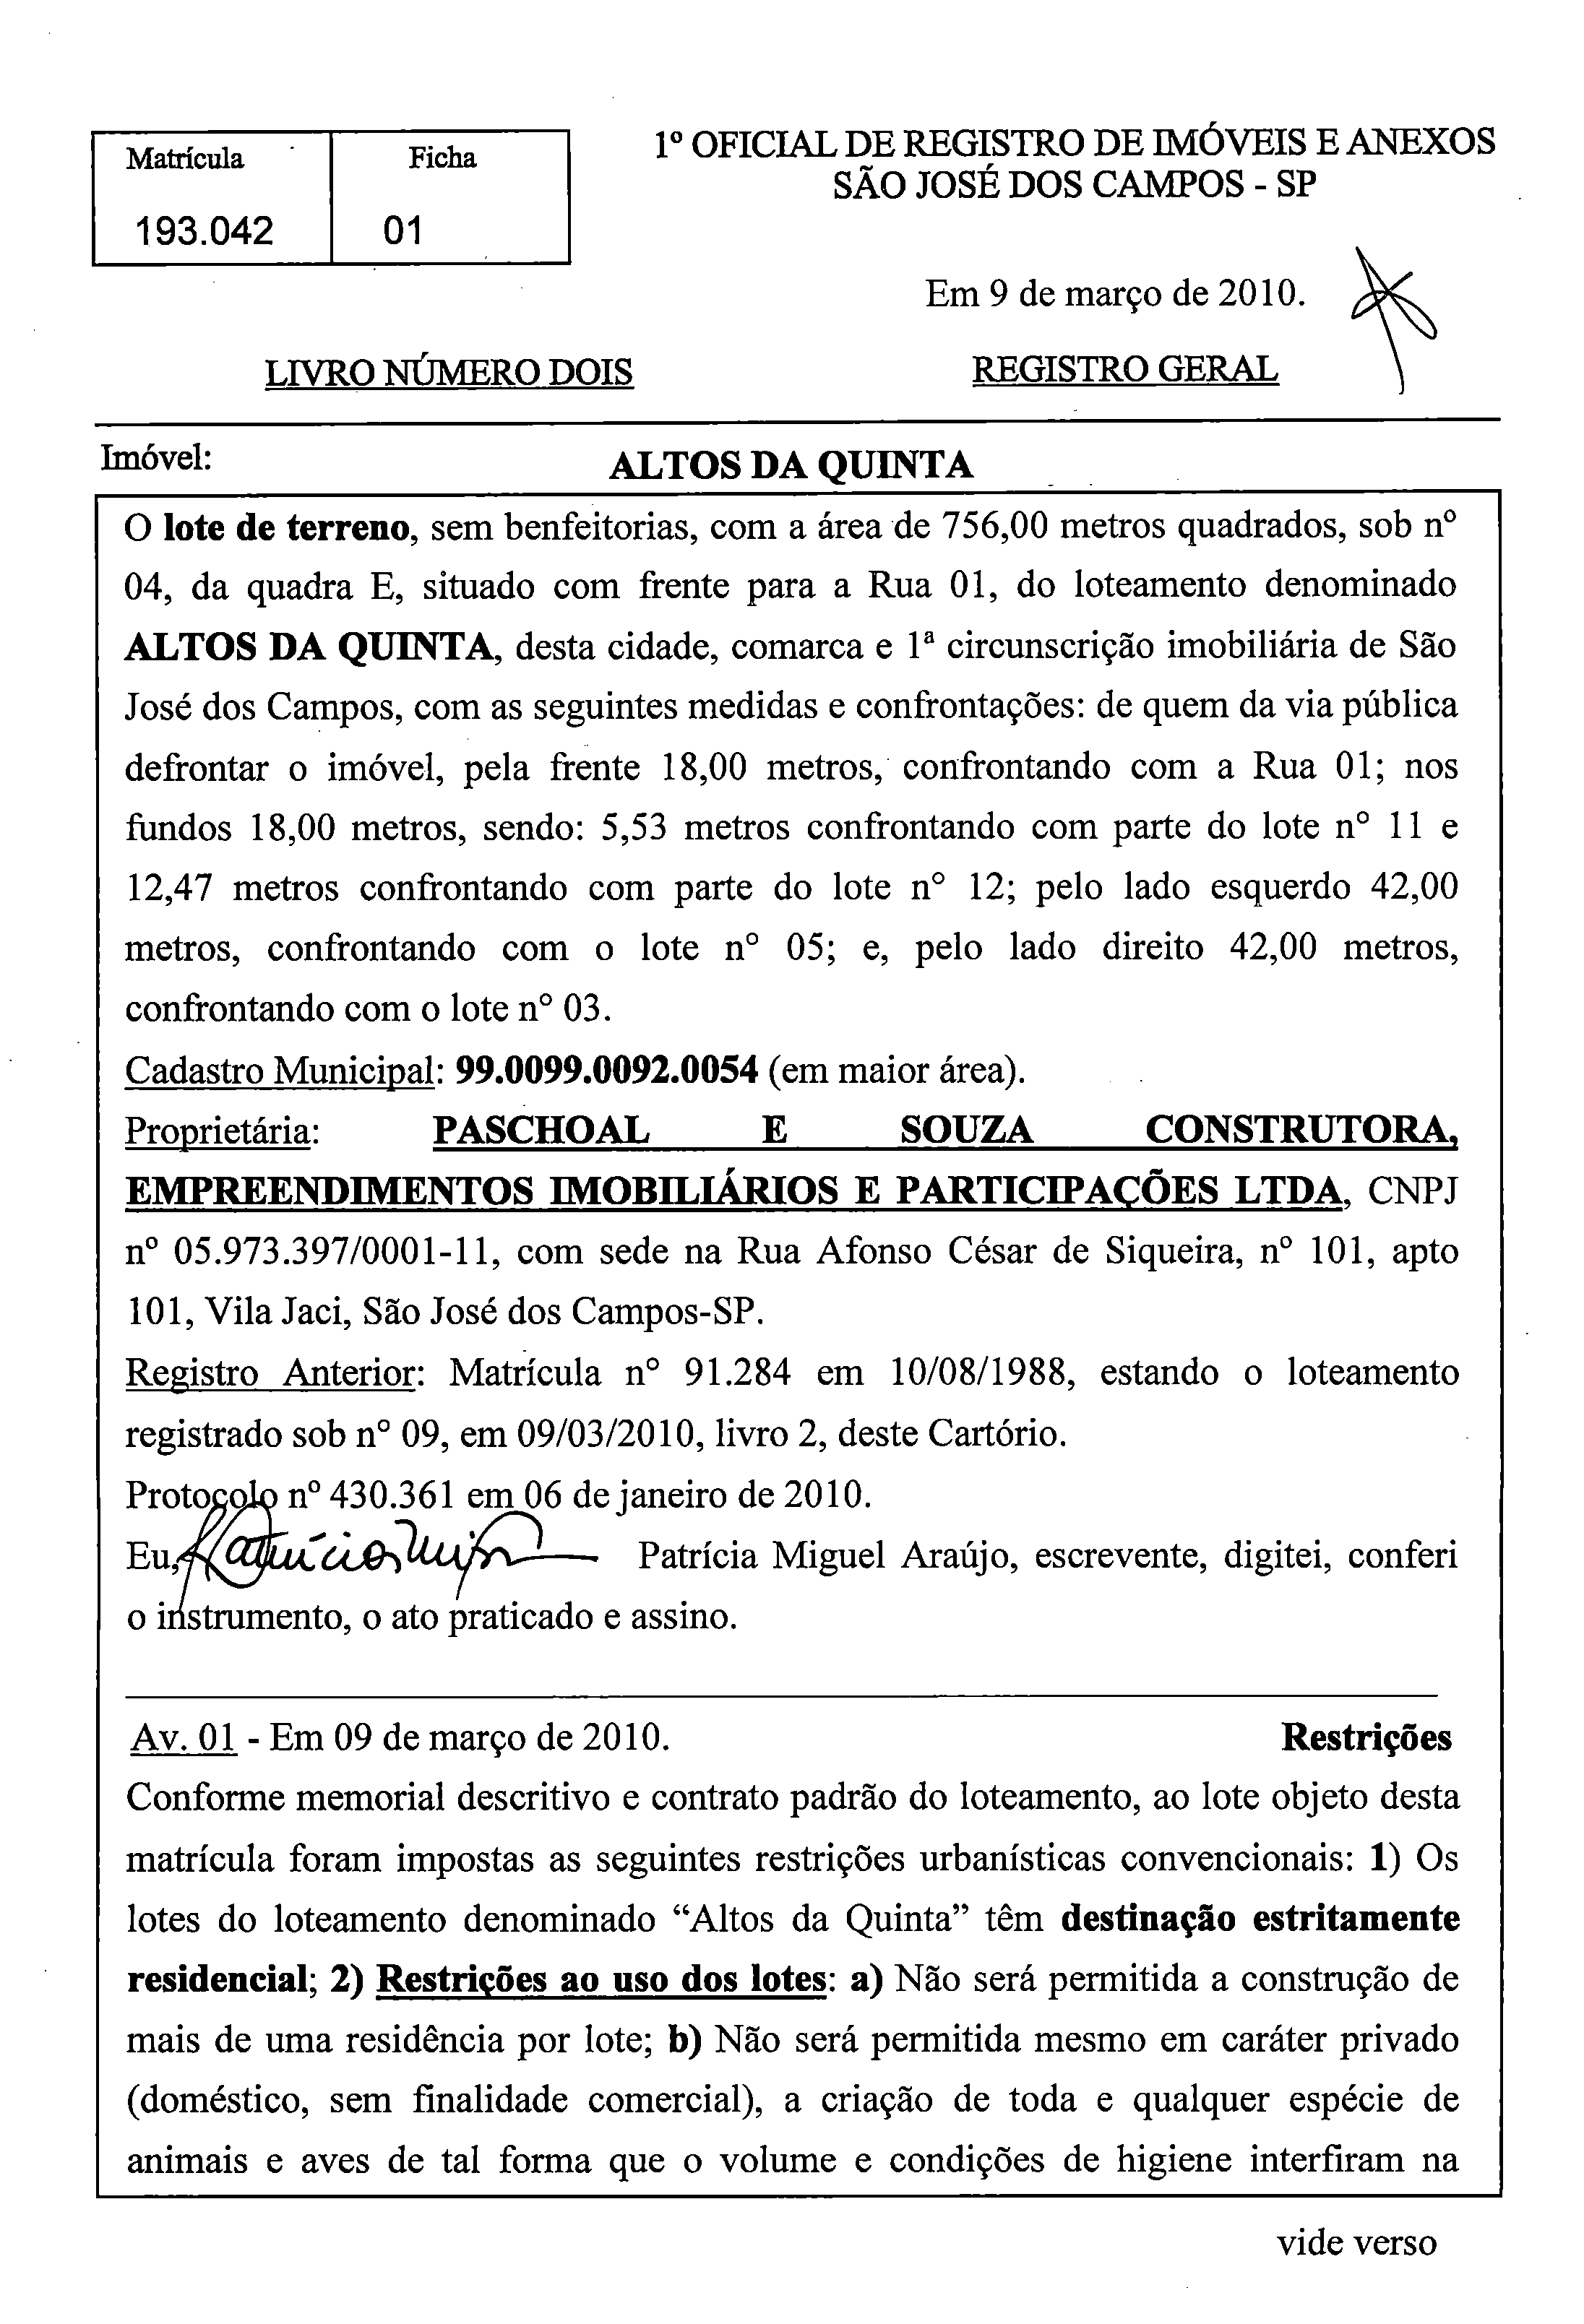 Matrícula
Ficha
193.042
01
1º OFICIAL DE REGISTRO DE IMÓVEIS E ANEXOS
SÃO JOSÉ DOS CAMPOS - SP
Em 9 de março de 2010.
LIVRO NÚMERO DOIS
REGISTRO GERAL
Imóvel:
ALTOS DA QUINTA
O lote de terreno, sem benfeitorias, com a área de 756,00 metros quadrados, sob nº
04, da quadra E, situado com frente para a Rua 01, do loteamento denominado
ALTOS DA QUINTA, desta cidade, comarca e 1ª circunscrição imobiliária de São
José dos Campos, com as seguintes medidas e confrontações: de quem da via pública
defrontar o imóvel, pela frente 18,00 metros, confrontando com a Rua 01; nos
fundos 18,00 metros, sendo: 5,53 metros confrontando com parte do lote nº 11 e
12,47 metros confrontando com parte do lote nº 12; pelo lado esquerdo 42,00
metros, confrontando com o lote nº 05; e, pelo lado direito 42,00 metros,
confrontando com o lote nº 03.
Cadastro Municipal: 99.0099.0092.0054 (em maior área).
Proprietária: PASCHOAL E SOUZA CONSTRUTORA,
EMPREENDIMENTOS IMOBILIÁRIOS E PARTICIPAÇÕES LTDA, CNPJ
nº 05.973.397/0001-11, com sede na Rua Afonso César de Siqueira, nº 101, apto
101, Vila Jaci, São José dos Campos-SP.
Registro Anterior: Matrícula nº 91.284 em 10/08/1988, estando o loteamento
registrado sob nº 09, em 09/03/2010, livro 2, deste Cartório.
Protocolo nº 430.361 em 06 de janeiro de 2010.
Eu, Patrícia Miguel Araújo, escrevente, digitei, conferi
o instrumento, o ato praticado e assino.
Av. 01 - Em 09 de março de 2010. Restrições
Conforme memorial descritivo e contrato padrão do loteamento, ao lote objeto desta
matrícula foram impostas as seguintes restrições urbanísticas convencionais: 1) Os
lotes do loteamento denominado “Altos da Quinta” têm destinação estritamente
residencial; 2) Restrições ao uso dos lotes: a) Não será permitida a construção de
mais de uma residência por lote; b) Não será permitida mesmo em caráter privado
(doméstico, sem finalidade comercial), a criação de toda e qualquer espécie de
animais e aves de tal forma que o volume e condições de higiene interfiram na
vide verso